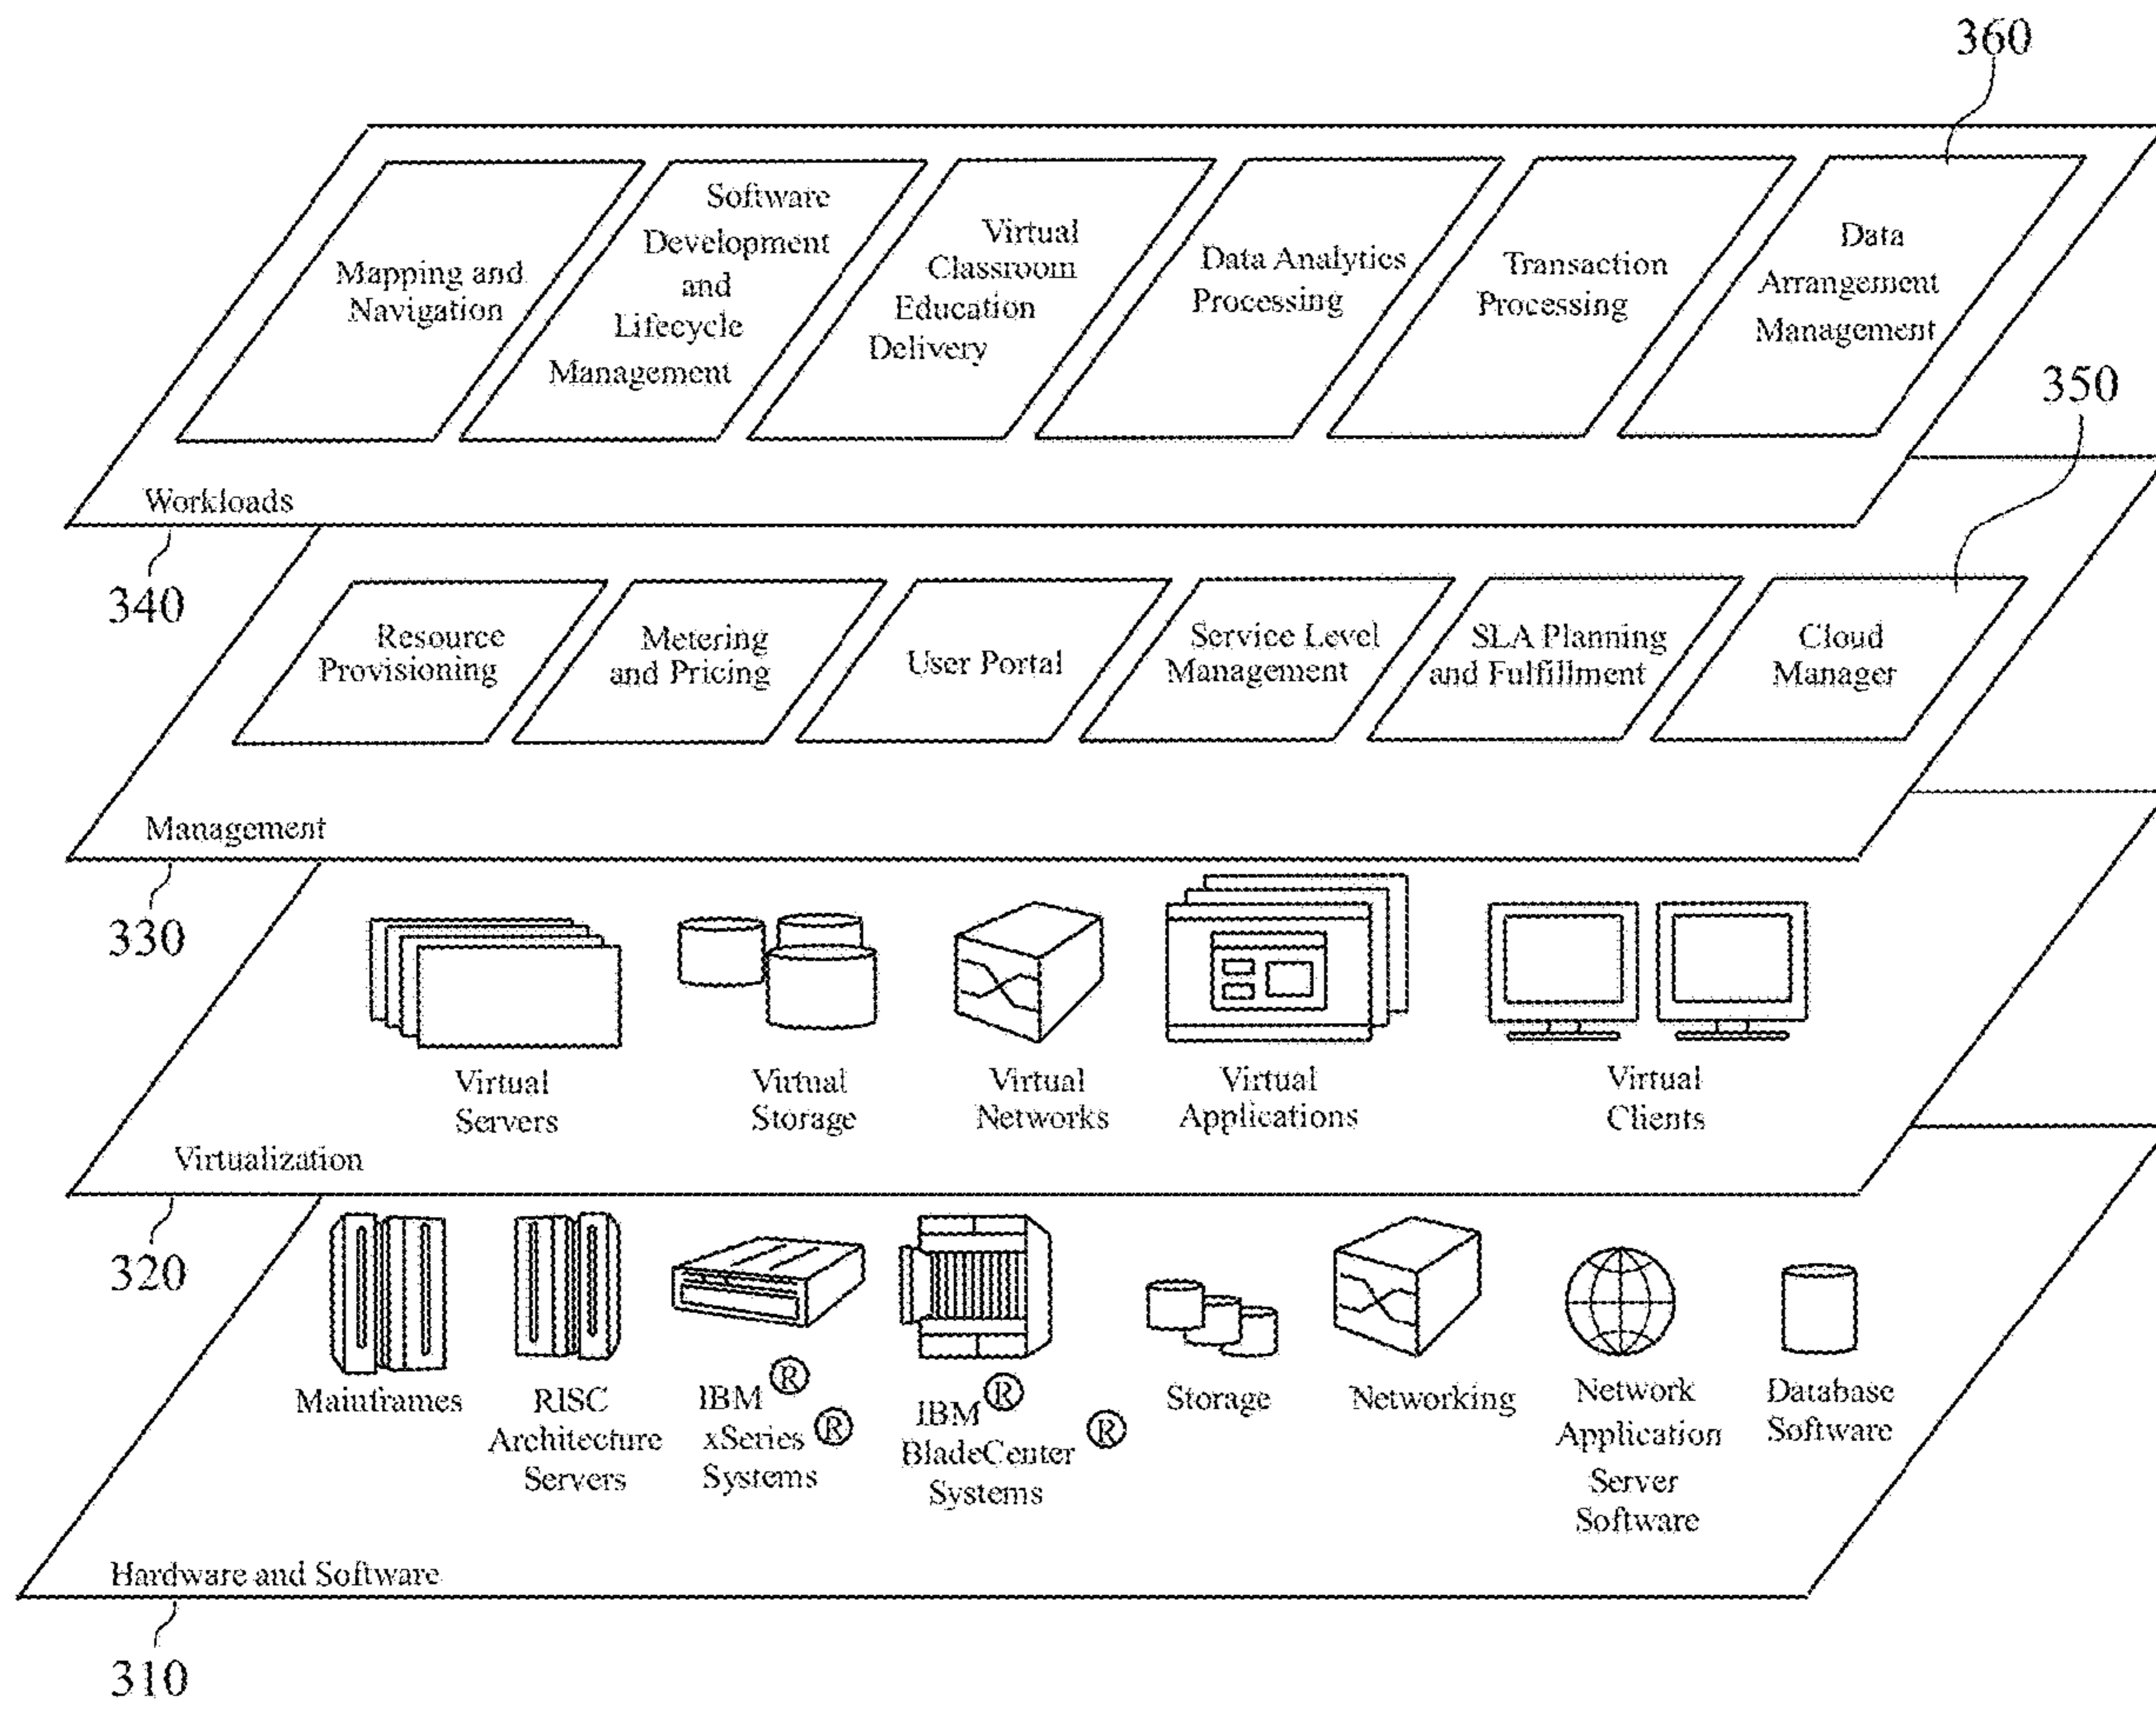 360
Mapping and
Navigation
Software
Development
and
Lifecycle
Management
Virtual
Classroom
Education
Delivery
Data Analytics
Processing
Transaction
Processing
Data
Arrangement
Management
350
Workloads
340
Resource
Provisioning
Metering
and Pricing
User Portal
Service Level
Management
SLA Planning
and Fulfillment
Cloud
Manager
Management
330
Virtual
Servers
Virtual
Storage
Virtual
Networks
Virtual
Applications
Virtual
Clients
Virtualization
320
Mainframes
RISC
Architecture
Servers
IBM ®
xSeries ®
Systems
IBM ®
BladeCenter ®
Systems
Storage
Networking
Network
Application
Server
Software
Database
Software
Hardware and Software
310